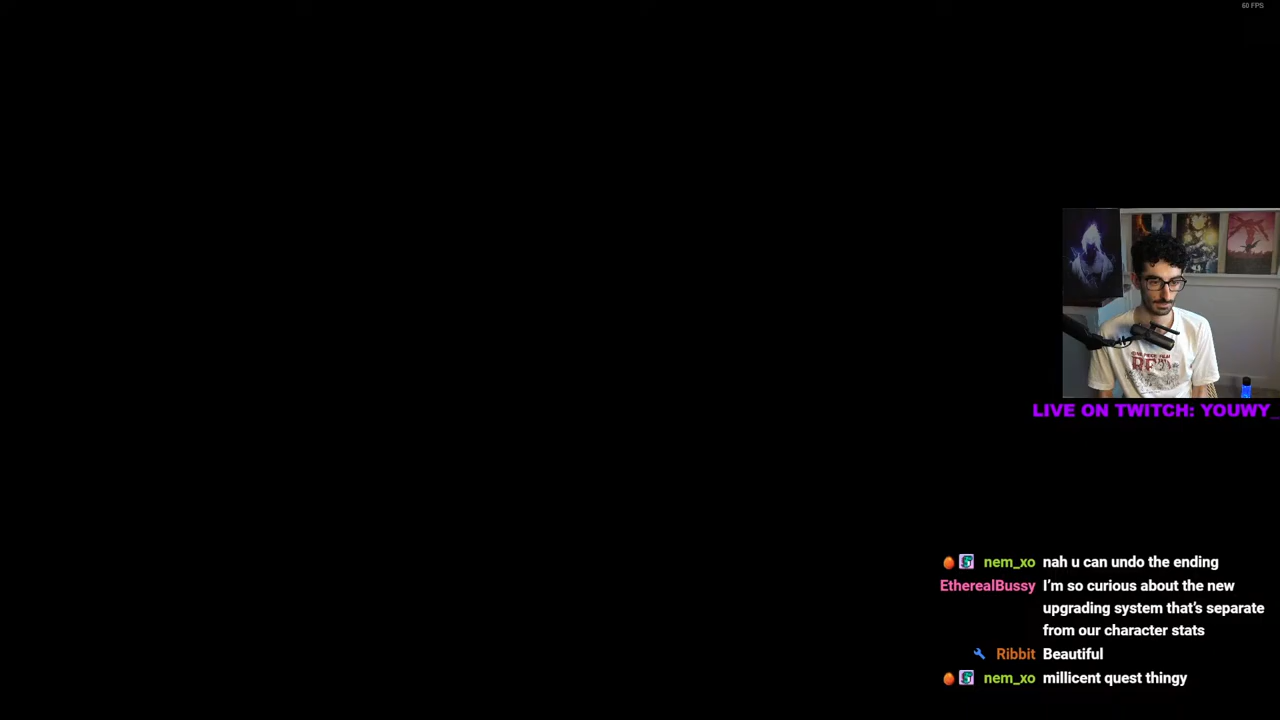 60 FPS
RED
LIVE ON TWITCH: YOUWY_
nem_xo nah u can undo the ending
EtherealBussy I'm so curious about the new
upgrading system that's separate
from our character stats
Ribbit Beautiful
nem_xo millicent quest thingy